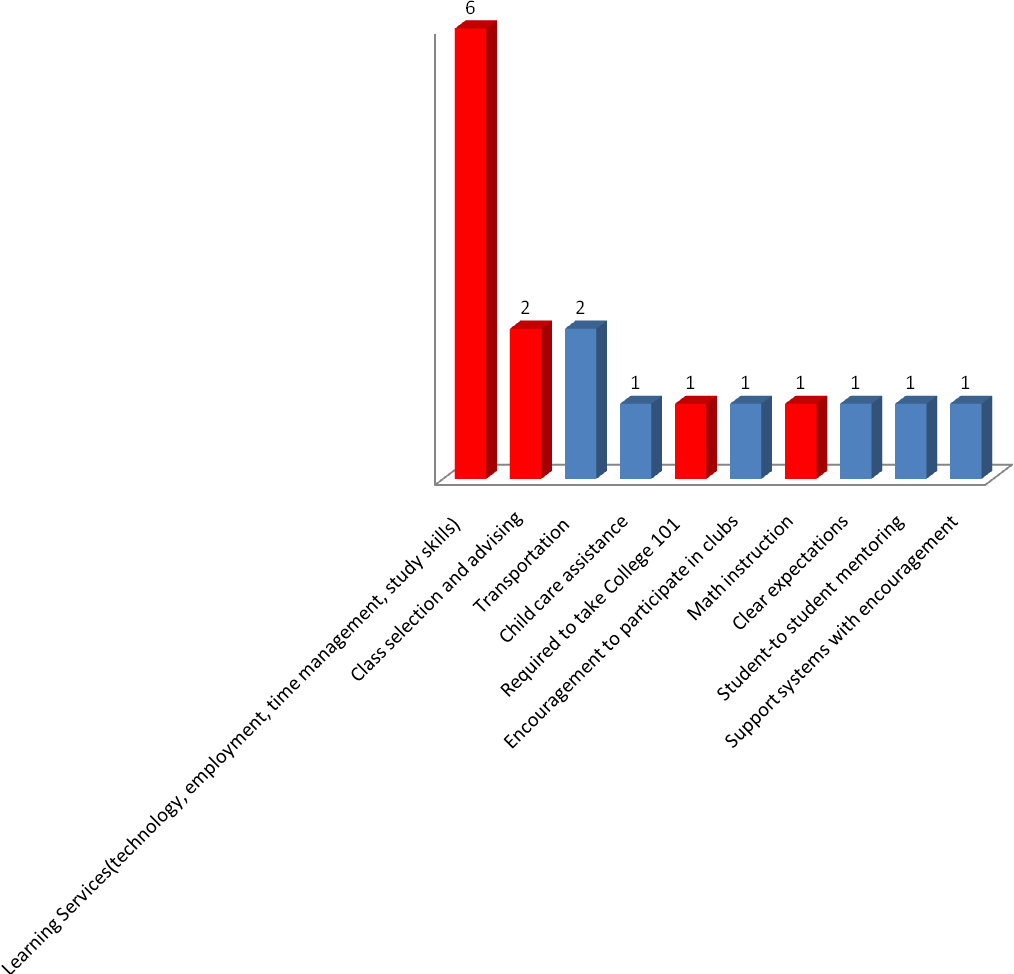 6
2
2
1
1
1
1
1
1
1
Learning Services(technology, employment, time management, study skills)
Class selection and advising
Transportation
Child care assistance
Required to take College 101
Encouragement to participate in clubs
Math instruction
Clear expectations
Student-to student mentoring
Support systems with encouragement